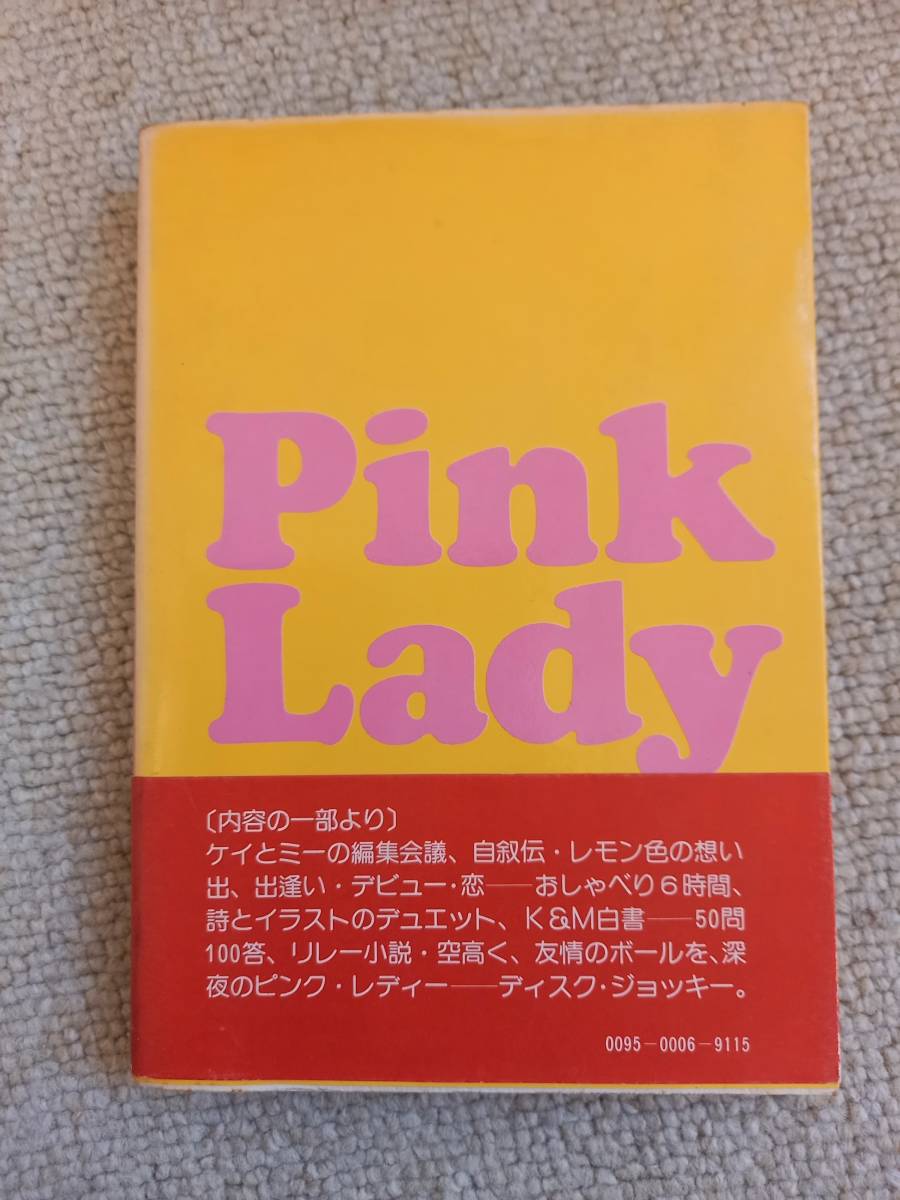 Pink
Lady
〔内容の一部より〕
ケイとミーの編集会議、自叙伝・レモン色の想い
出、出逢い・デビュー・恋──おしゃべり6時間、
詩とイラストのデュエット、K&M白書──50問
100答、リレー小説・空高く、友情のボールを、深
夜のピンク・レディー──ディスク・ジョッキー。
0095-0006-9115